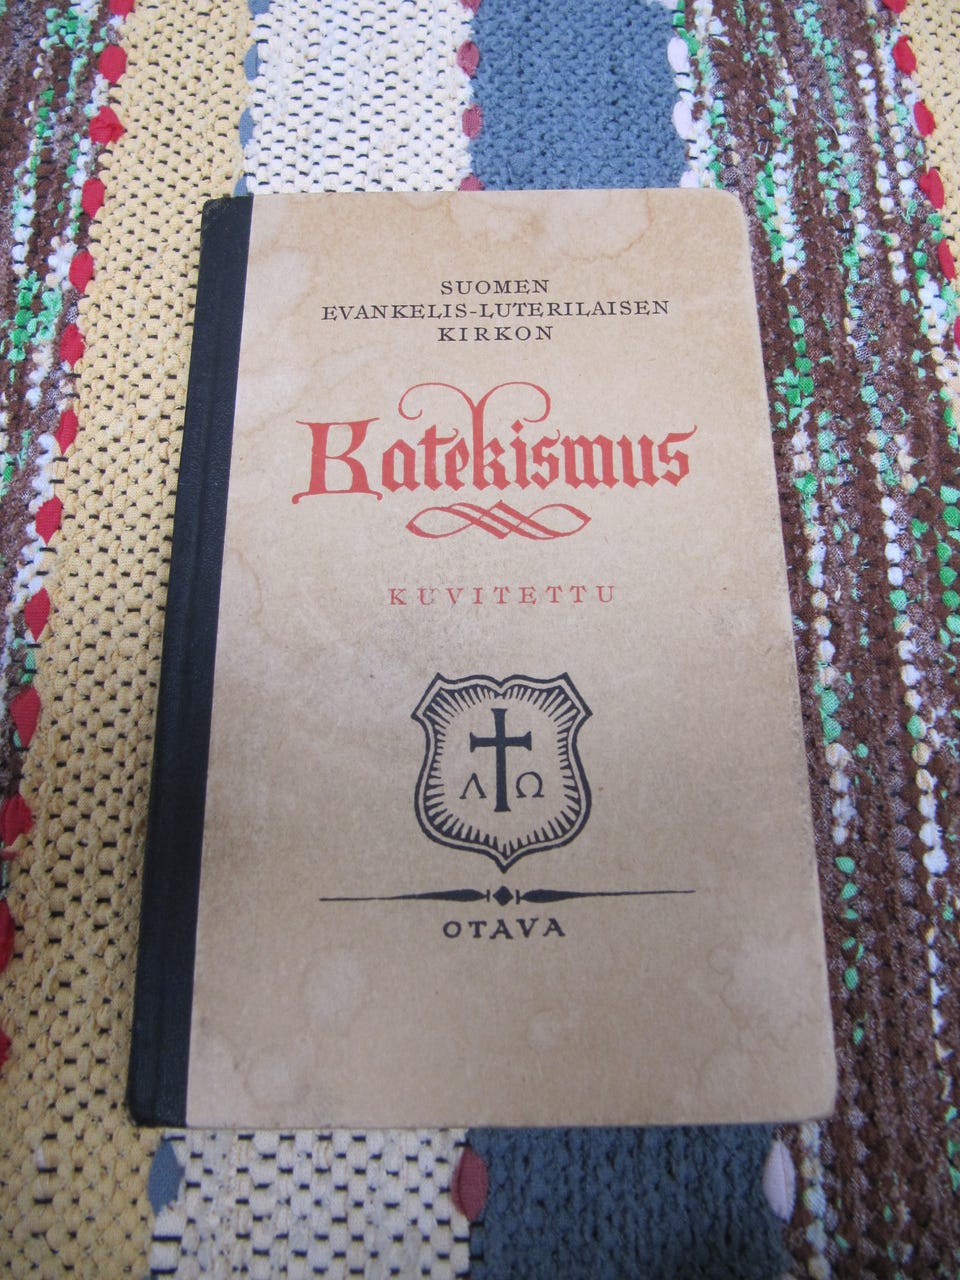 SUOMEN
EVANKELIS-LUTERILAISEN
KIRKON
Katekismus
KUVITETTU
Λ Ω
OTAVA